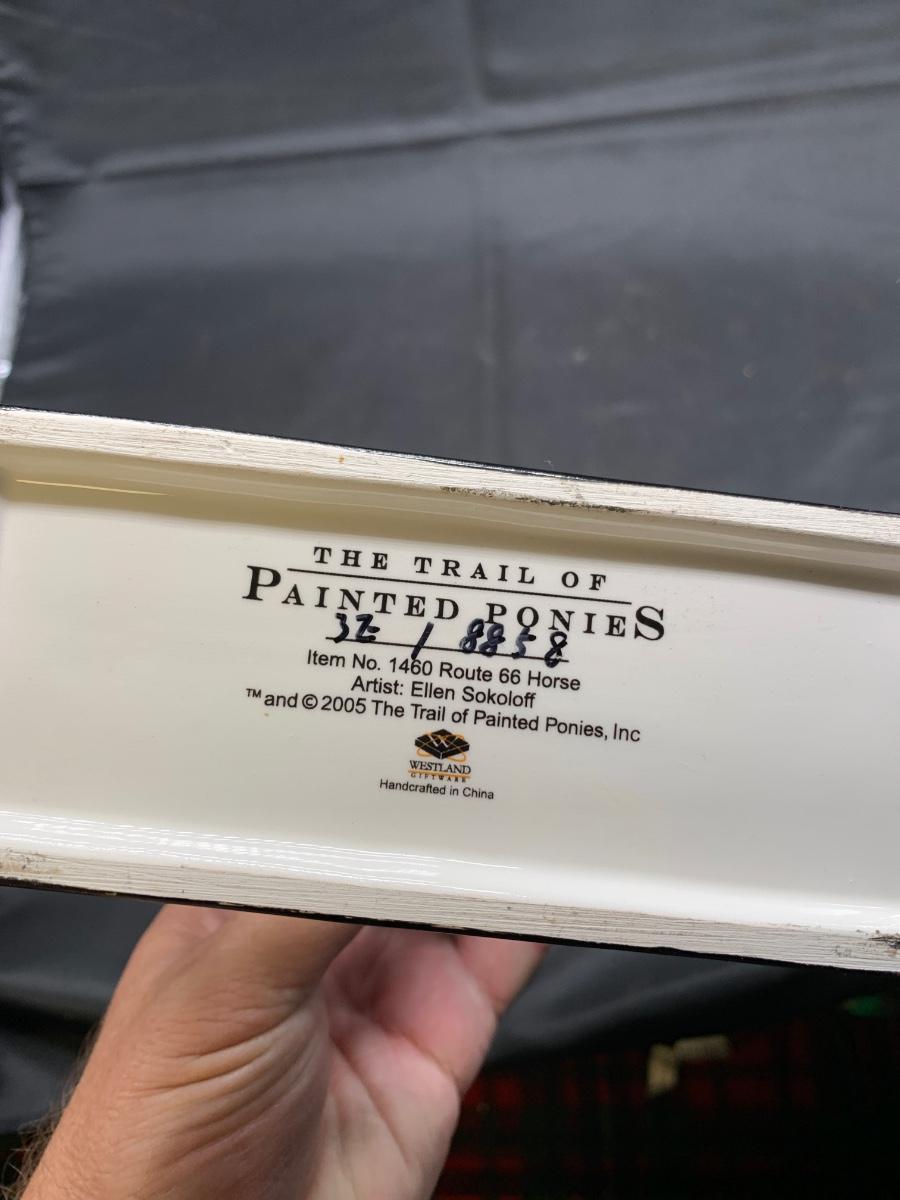 THE TRAIL OF
PAINTED PONIES
3E / 8858
Item No. 1460 Route 66 Horse
Artist: Ellen Sokoloff
™ and © 2005 The Trail of Painted Ponies, Inc
WESTLAND
GIFTWARE
Handcrafted in China